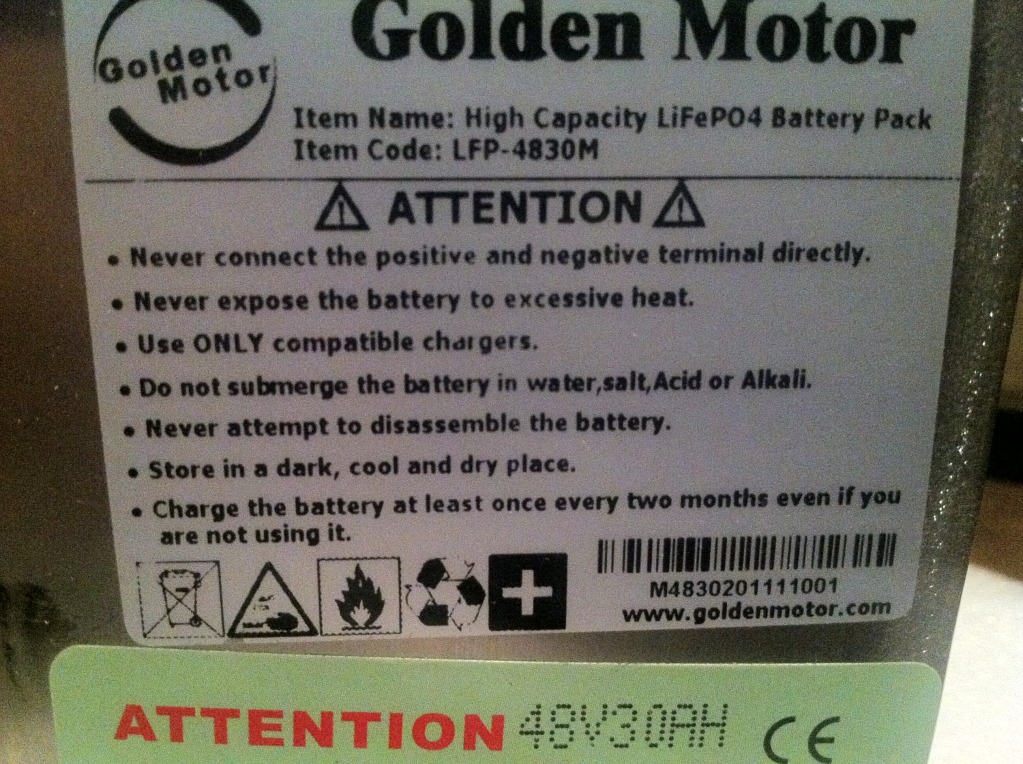 Golden Motor
Golden Motor
Item Name: High Capacity LiFePO4 Battery Pack
Item Code: LFP-4830M
ATTENTION
• Never connect the positive and negative terminal directly.
• Never expose the battery to excessive heat.
• Use ONLY compatible chargers.
• Do not submerge the battery in water,salt,Acid or Alkali.
• Never attempt to disassemble the battery.
• Store in a dark, cool and dry place.
• Charge the battery at least once every two months even if you
are not using it.
M4830201111001
www.goldenmotor.com
ATTENTION 48V30AH CE